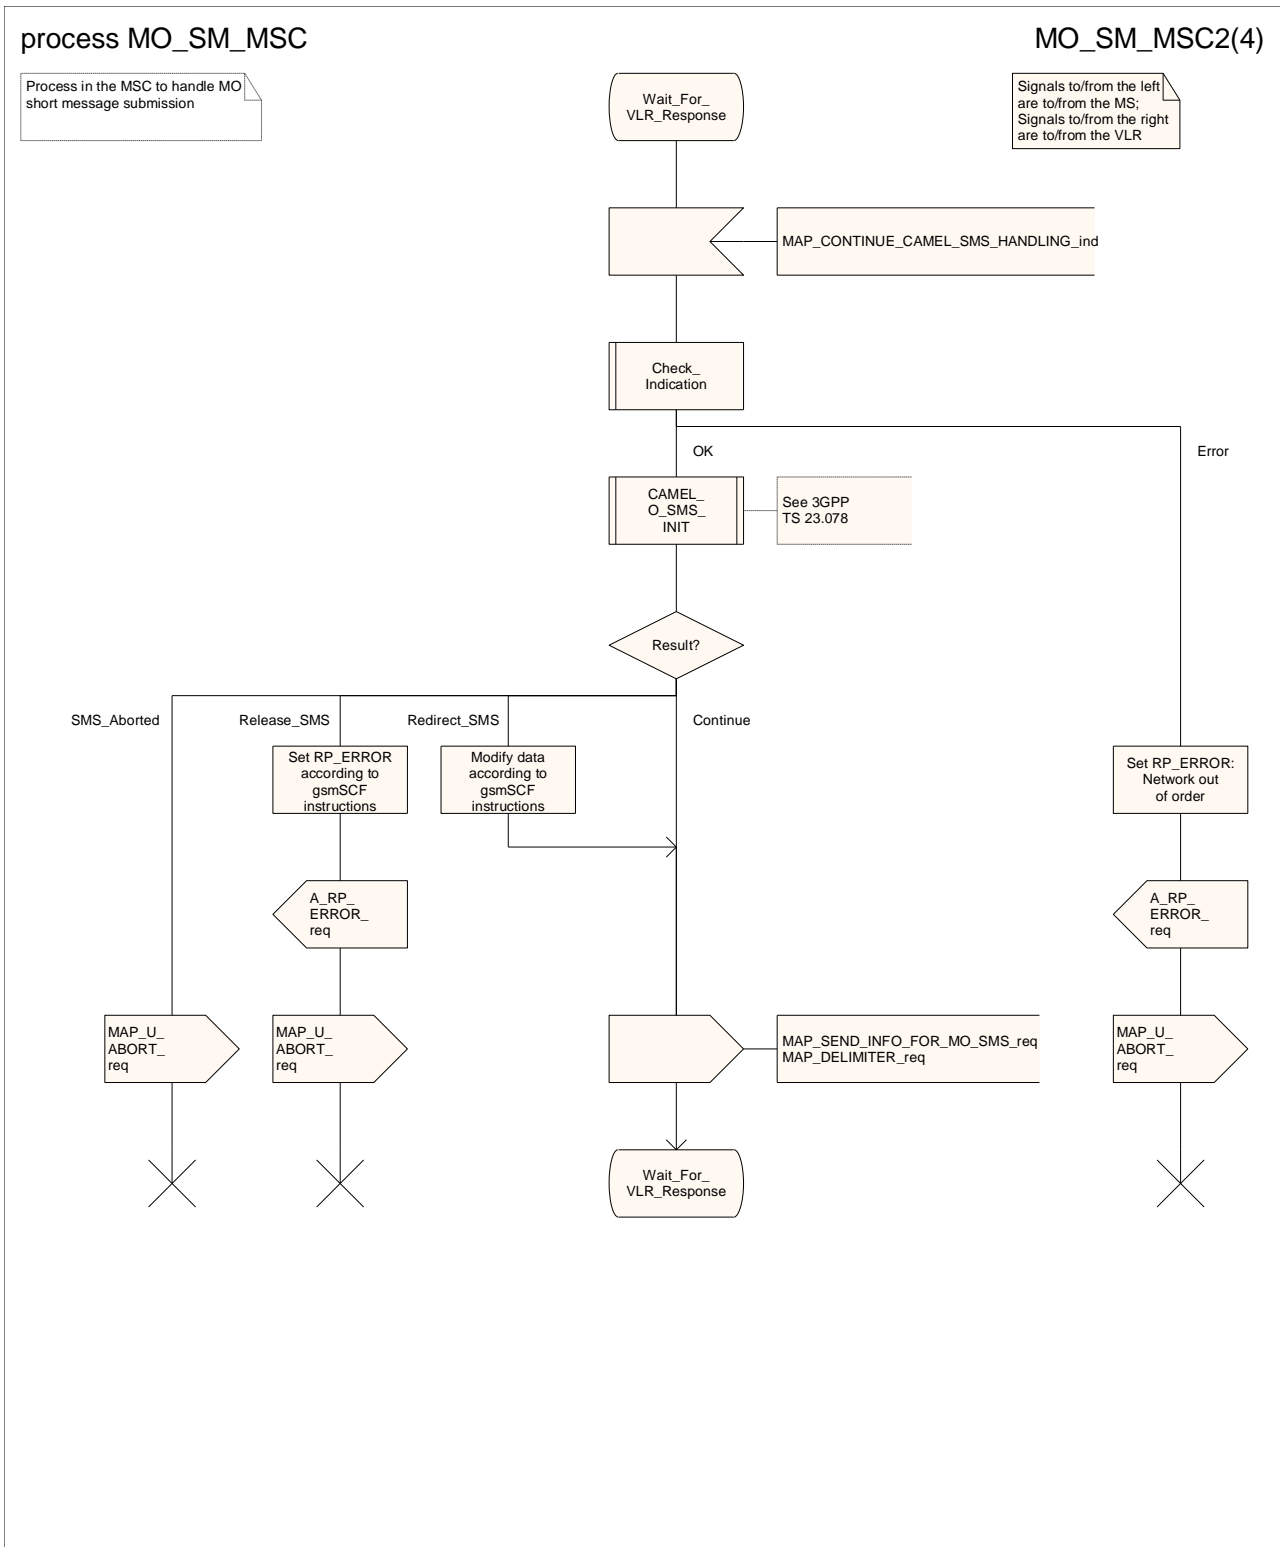 process MO_SM_MSC
MO_SM_MSC2(4)
Process in the MSC to handle MO
short message submission
Wait_For_
VLR_Response
Signals to/from the left
are to/from the MS;
Signals to/from the right
are to/from the VLR
MAP_CONTINUE_CAMEL_SMS_HANDLING_ind
Check_
Indication
OK
Error
CAMEL_
O_SMS_
INIT
See 3GPP
TS 23.078
Result?
SMS_Aborted
Release_SMS
Redirect_SMS
Continue
Set RP_ERROR
according to
gsmSCF
instructions
Modify data
according to
gsmSCF
instructions
Set RP_ERROR:
Network out
of order
A_RP_
ERROR_
req
A_RP_
ERROR_
req
MAP_U_
ABORT_
req
MAP_U_
ABORT_
req
MAP_SEND_INFO_FOR_MO_SMS_req
MAP_DELIMITER_req
MAP_U_
ABORT_
req
Wait_For_
VLR_Response